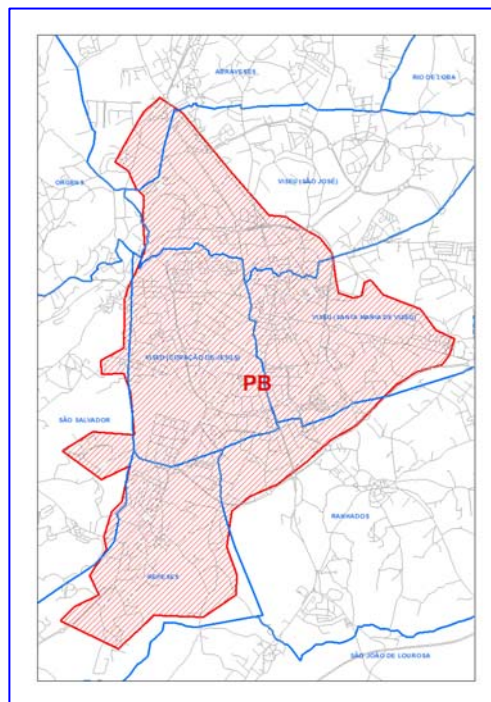 ABRAVESES
RIO DE LOBA
ORGENS
VISEU (SÃO JOSÉ)
VISEU (SANTA MARIA DE VISEU)
VISEU (CORAÇÃO DE JESUS)
PB
SÃO SALVADOR
RANHADOS
REPESES
SÃO JOÃO DE LOUROSA